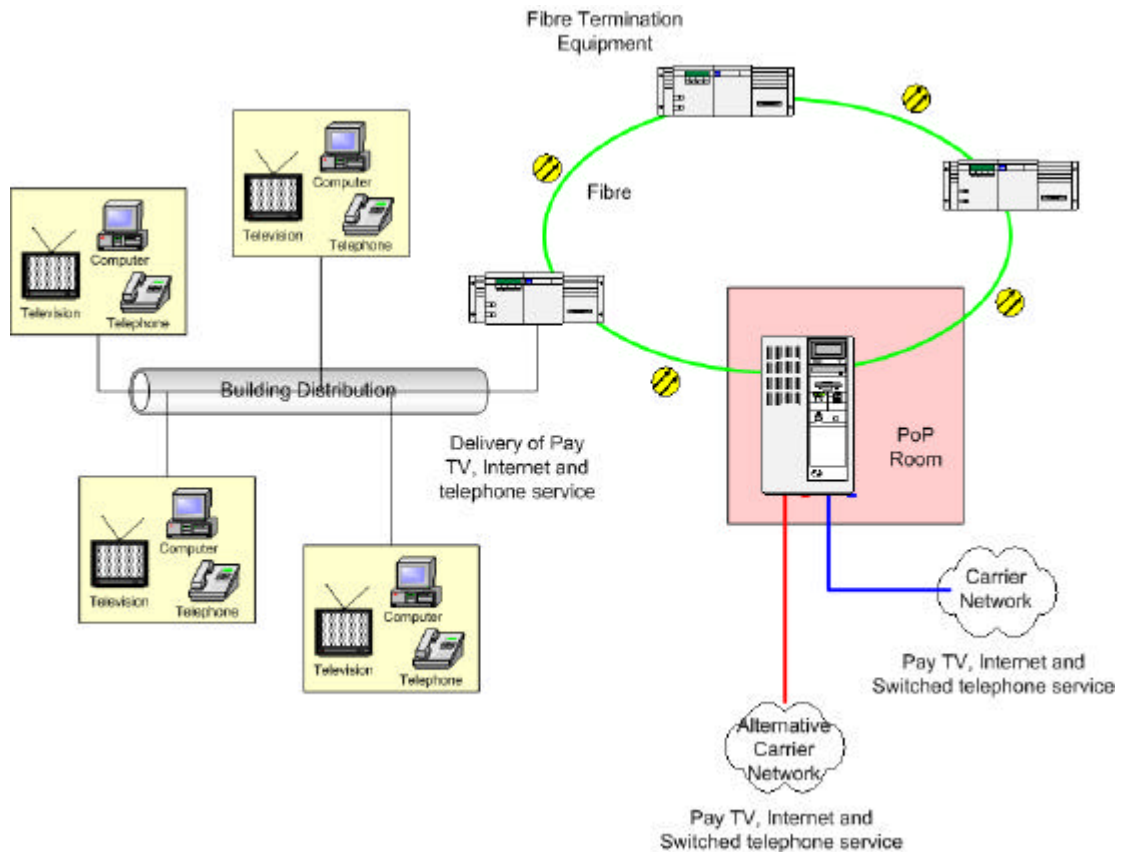 Fibre Termination
Equipment
Computer
Television
Telephone
Fibre
Computer
Television
Telephone
Building Distribution
Delivery of Pay
TV, Internet and
telephone service
PoP
Room
Computer
Television
Telephone
Computer
Television
Telephone
Carrier
Network
Pay TV, Internet and
Switched telephone service
Alternative
Carrier
Network
Pay TV, Internet and
Switched telephone service